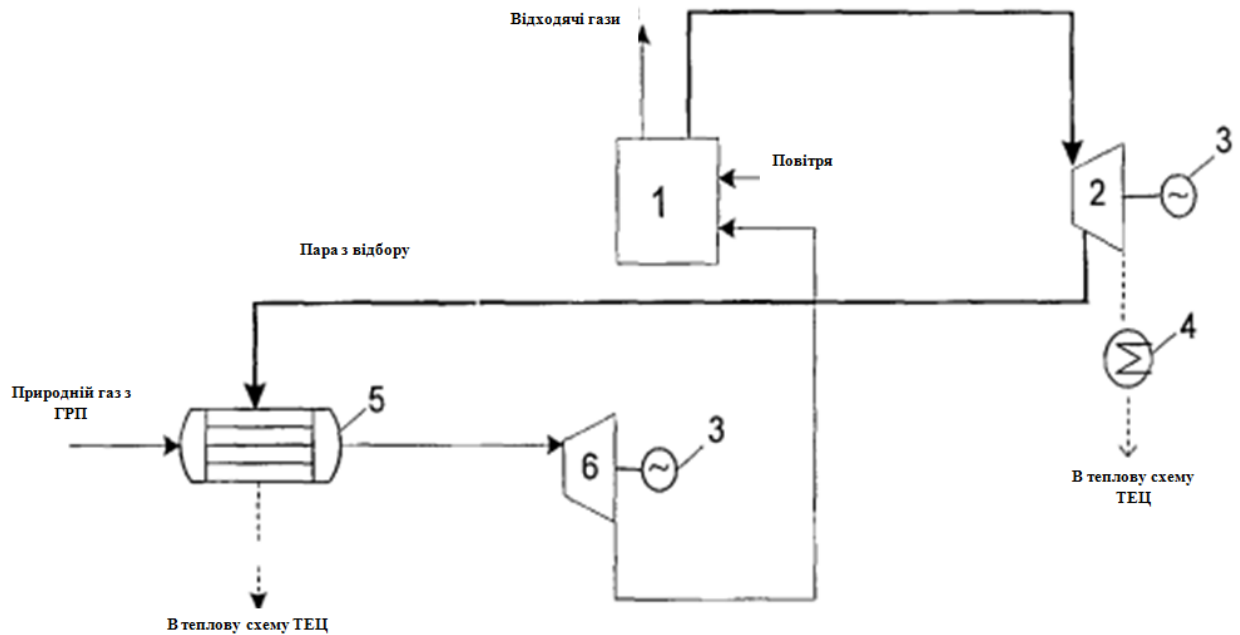 Відходячі гази
3
Повітря
1
2
Пара з відбору
4
Природній газ з
ГРП
5
3
6
В теплову схему
ТЕЦ
В теплову схему ТЕЦ